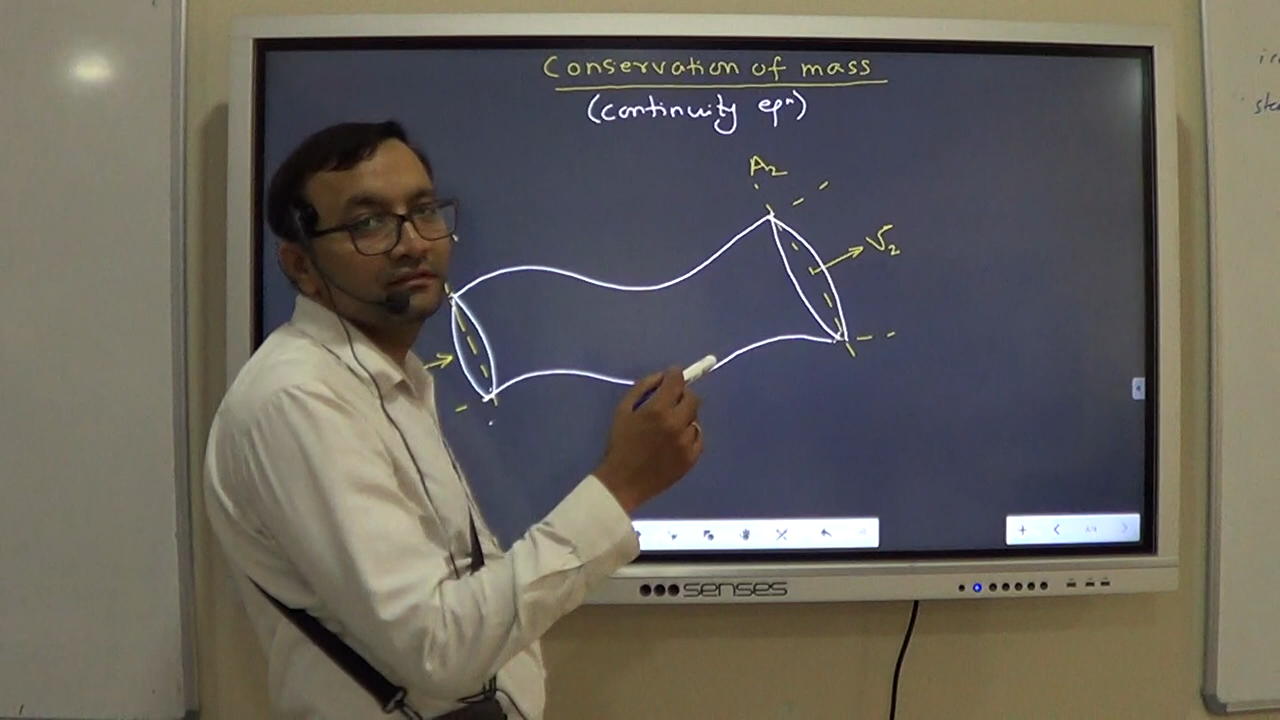 Conservation of mass
(continuity eqⁿ)
A₂
V₂
senses